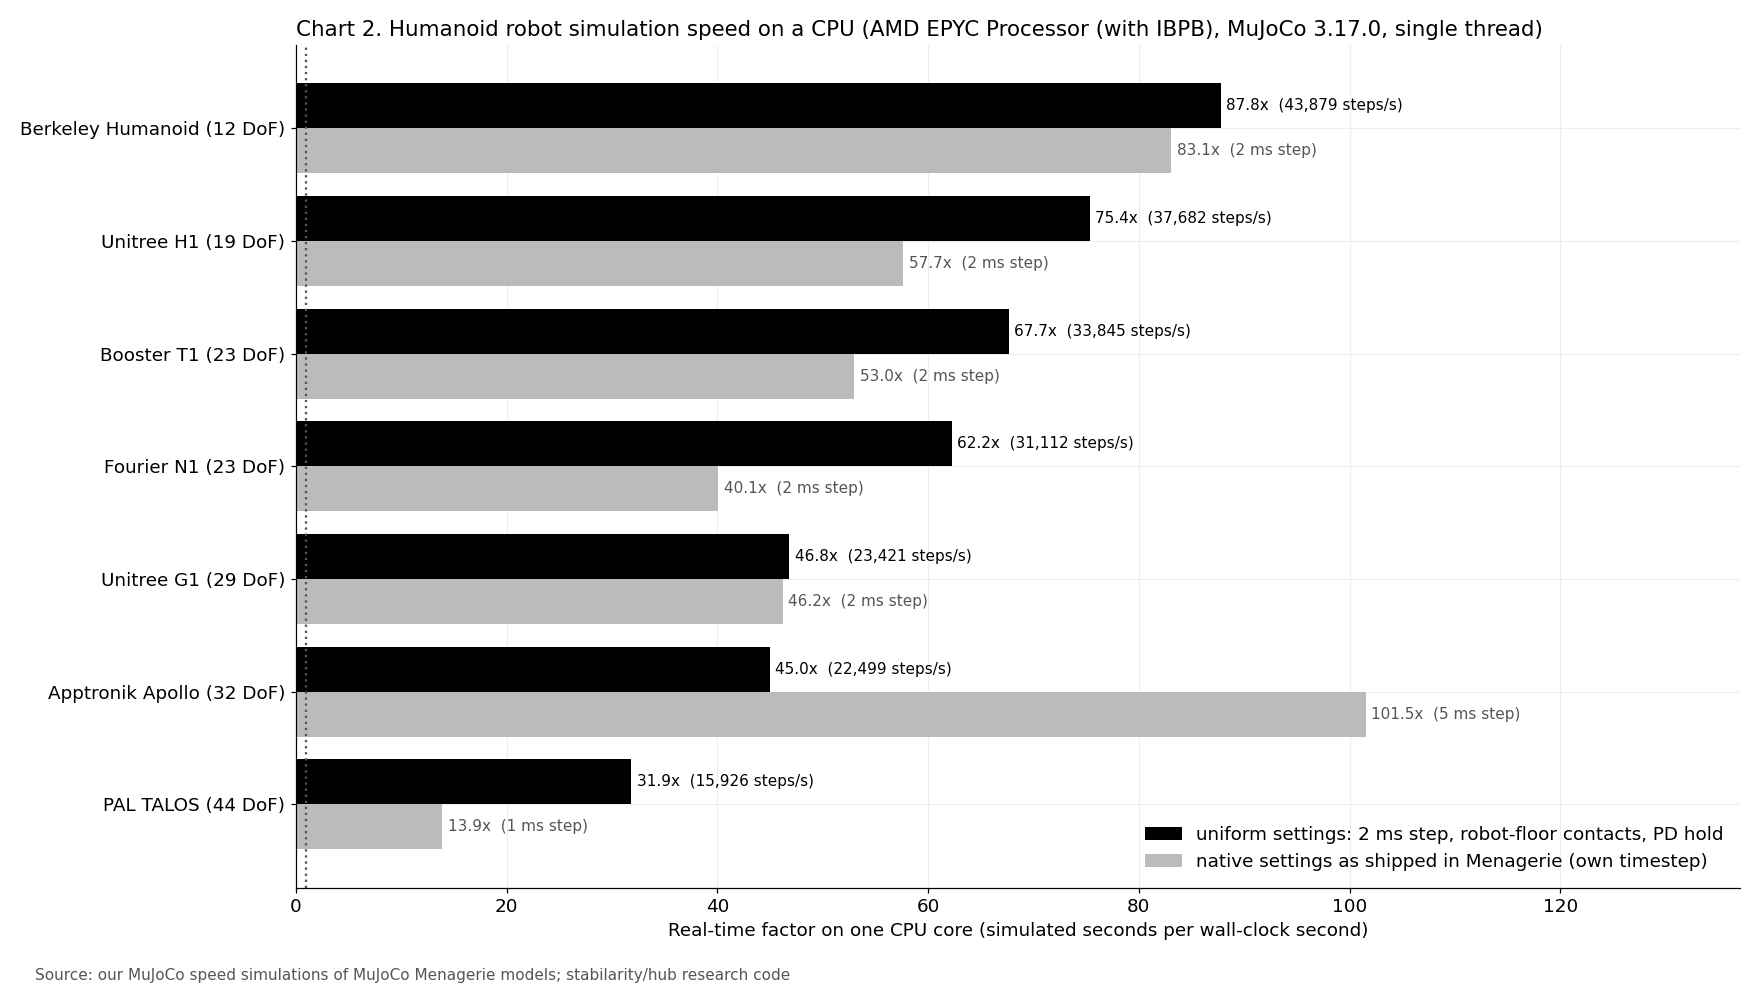 Chart 2. Humanoid robot simulation speed on a CPU (AMD EPYC Processor (with IBPB), MuJoCo 3.17.0, single thread)
Berkeley Humanoid (12 DoF)
87.8x (43,879 steps/s)
83.1x (2 ms step)
Unitree H1 (19 DoF)
75.4x (37,682 steps/s)
57.7x (2 ms step)
Booster T1 (23 DoF)
67.7x (33,845 steps/s)
53.0x (2 ms step)
Fourier N1 (23 DoF)
62.2x (31,112 steps/s)
40.1x (2 ms step)
Unitree G1 (29 DoF)
46.8x (23,421 steps/s)
46.2x (2 ms step)
Apptronik Apollo (32 DoF)
45.0x (22,499 steps/s)
101.5x (5 ms step)
PAL TALOS (44 DoF)
31.9x (15,926 steps/s)
13.9x (1 ms step)
uniform settings: 2 ms step, robot-floor contacts, PD hold
native settings as shipped in Menagerie (own timestep)
0 20 40 60 80 100 120
Real-time factor on one CPU core (simulated seconds per wall-clock second)
Source: our MuJoCo speed simulations of MuJoCo Menagerie models; stabilarity/hub research code